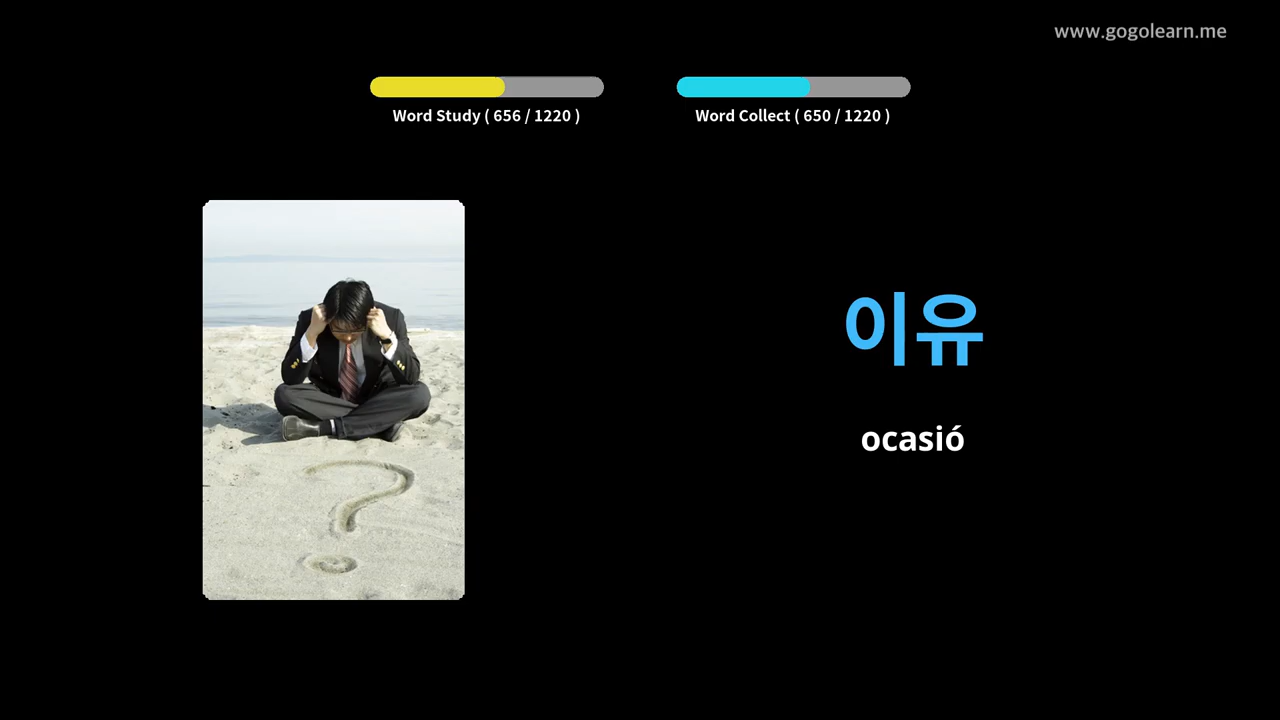 www.gogolearn.me
Word Study ( 656 / 1220 )
Word Collect ( 650 / 1220 )
이유
ocasió
?